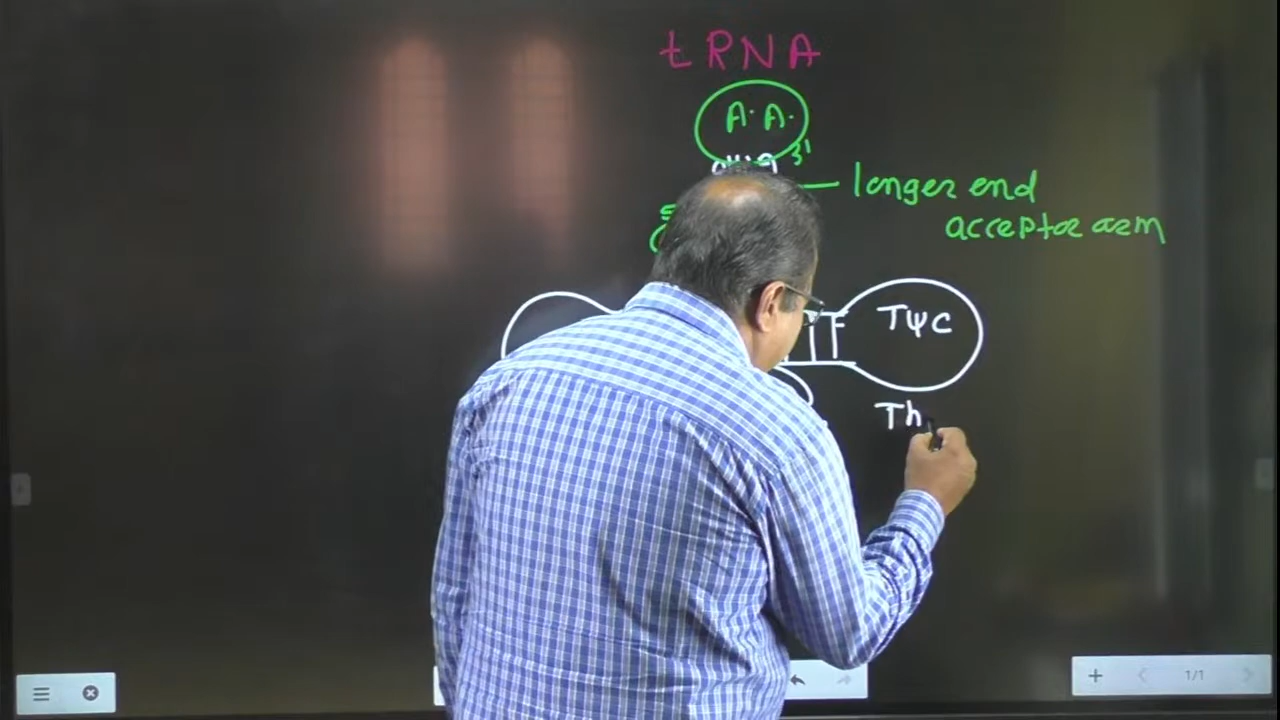 tRNA
A. A.
3'
longer end
acceptor arm
TψC
Th
1/1